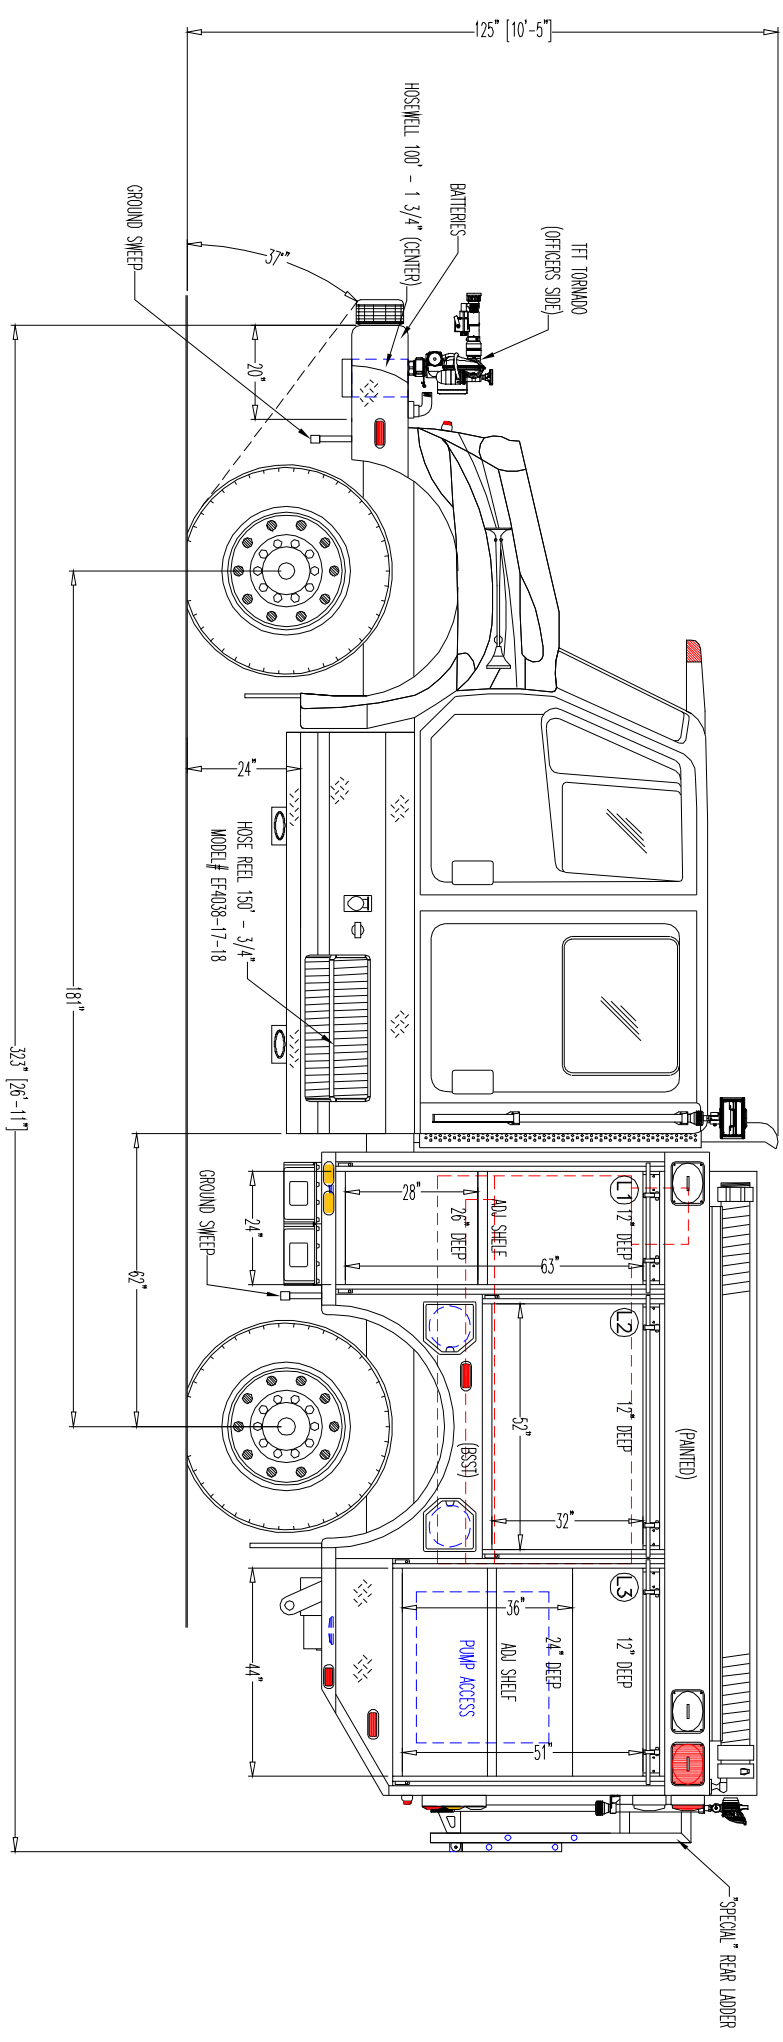 125" [10'-5"]
TFT TORNADO
(OFFICERS SIDE)
BATTERIES
HOSEWELL 100' - 1 3/4" (CENTER)
GROUND SWEEP
37°
20"
24"
HOSE REEL 150' - 3/4"
MODEL# EF4038-17-18
181"
323" [26'-11"]
62"
GROUND SWEEP
24"
L1
12" DEEP
63"
ADJ SHELF
26" DEEP
28"
L2
12" DEEP
52"
32"
(PAINTED)
(BSST)
L3
12" DEEP
24" DEEP
36"
ADJ SHELF
PUMP ACCESS
51"
44"
"SPECIAL" REAR LADDER